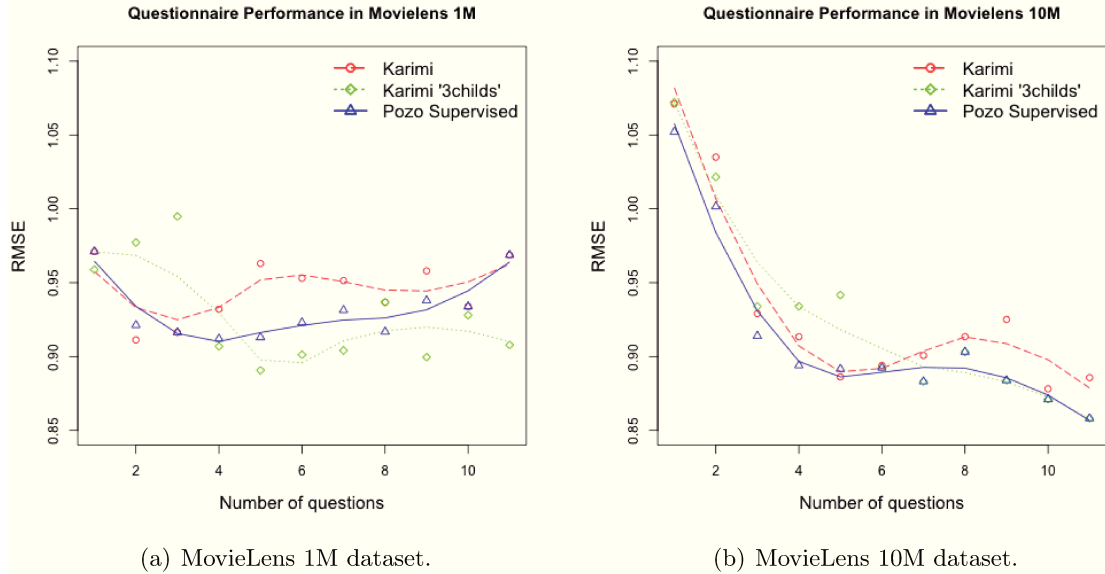 Questionnaire Performance in Movielens 1M
1.10
1.05
1.00
0.95
0.90
0.85
RMSE
Karimi
Karimi '3childs'
Pozo Supervised
2
4
6
8
10
Number of questions
(a) MovieLens 1M dataset.
Questionnaire Performance in Movielens 10M
1.10
1.05
1.00
0.95
0.90
0.85
RMSE
Karimi
Karimi '3childs'
Pozo Supervised
2
4
6
8
10
Number of questions
(b) MovieLens 10M dataset.